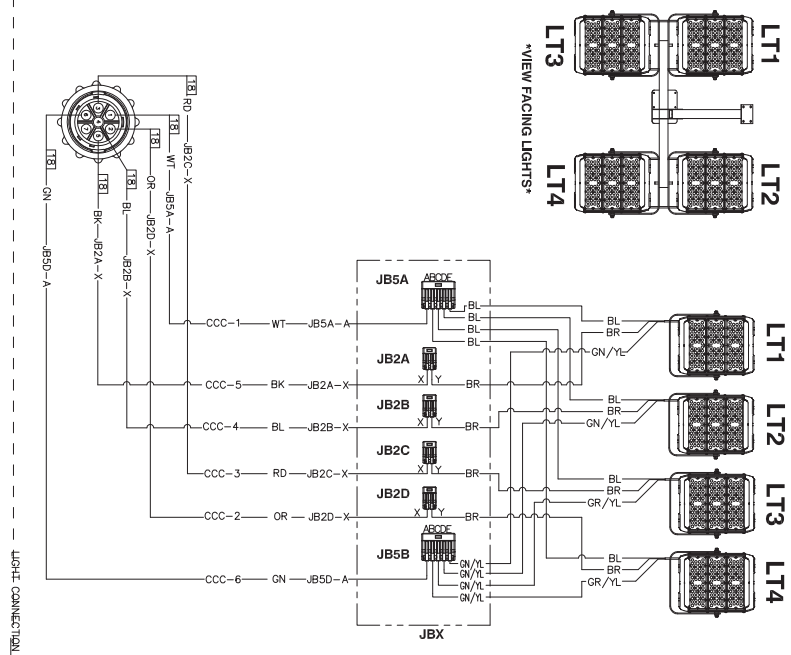 LT3
LT1
*VIEW FACING LIGHTS*
LT4
LT2
18
RD
JB2C-X
18
WT
JB5A-A
18
OR
JB2D-X
18
BL
JB2B-X
18
BK
JB2A-X
18
GN
JB5D-A
JB5A
ABCDEF
CCC-1 WT JB5A-A
BL
BL
BL
BL
JB2A
X Y
CCC-5 BK JB2A-X
BR
JB2B
X Y
CCC-4 BL JB2B-X
BR
JB2C
X Y
CCC-3 RD JB2C-X
BR
JB2D
X Y
CCC-2 OR JB2D-X
BR
ABCDEF
JB5B
CCC-6 GN JB5D-A
GN/YL
GN/YL
GN/YL
GN/YL
JBX
BL
BR
GN/YL
LT1
BL
BR
GN/YL
LT2
BL
BR
GR/YL
LT3
BL
BR
GR/YL
LT4
LIGHT CONNNECTION